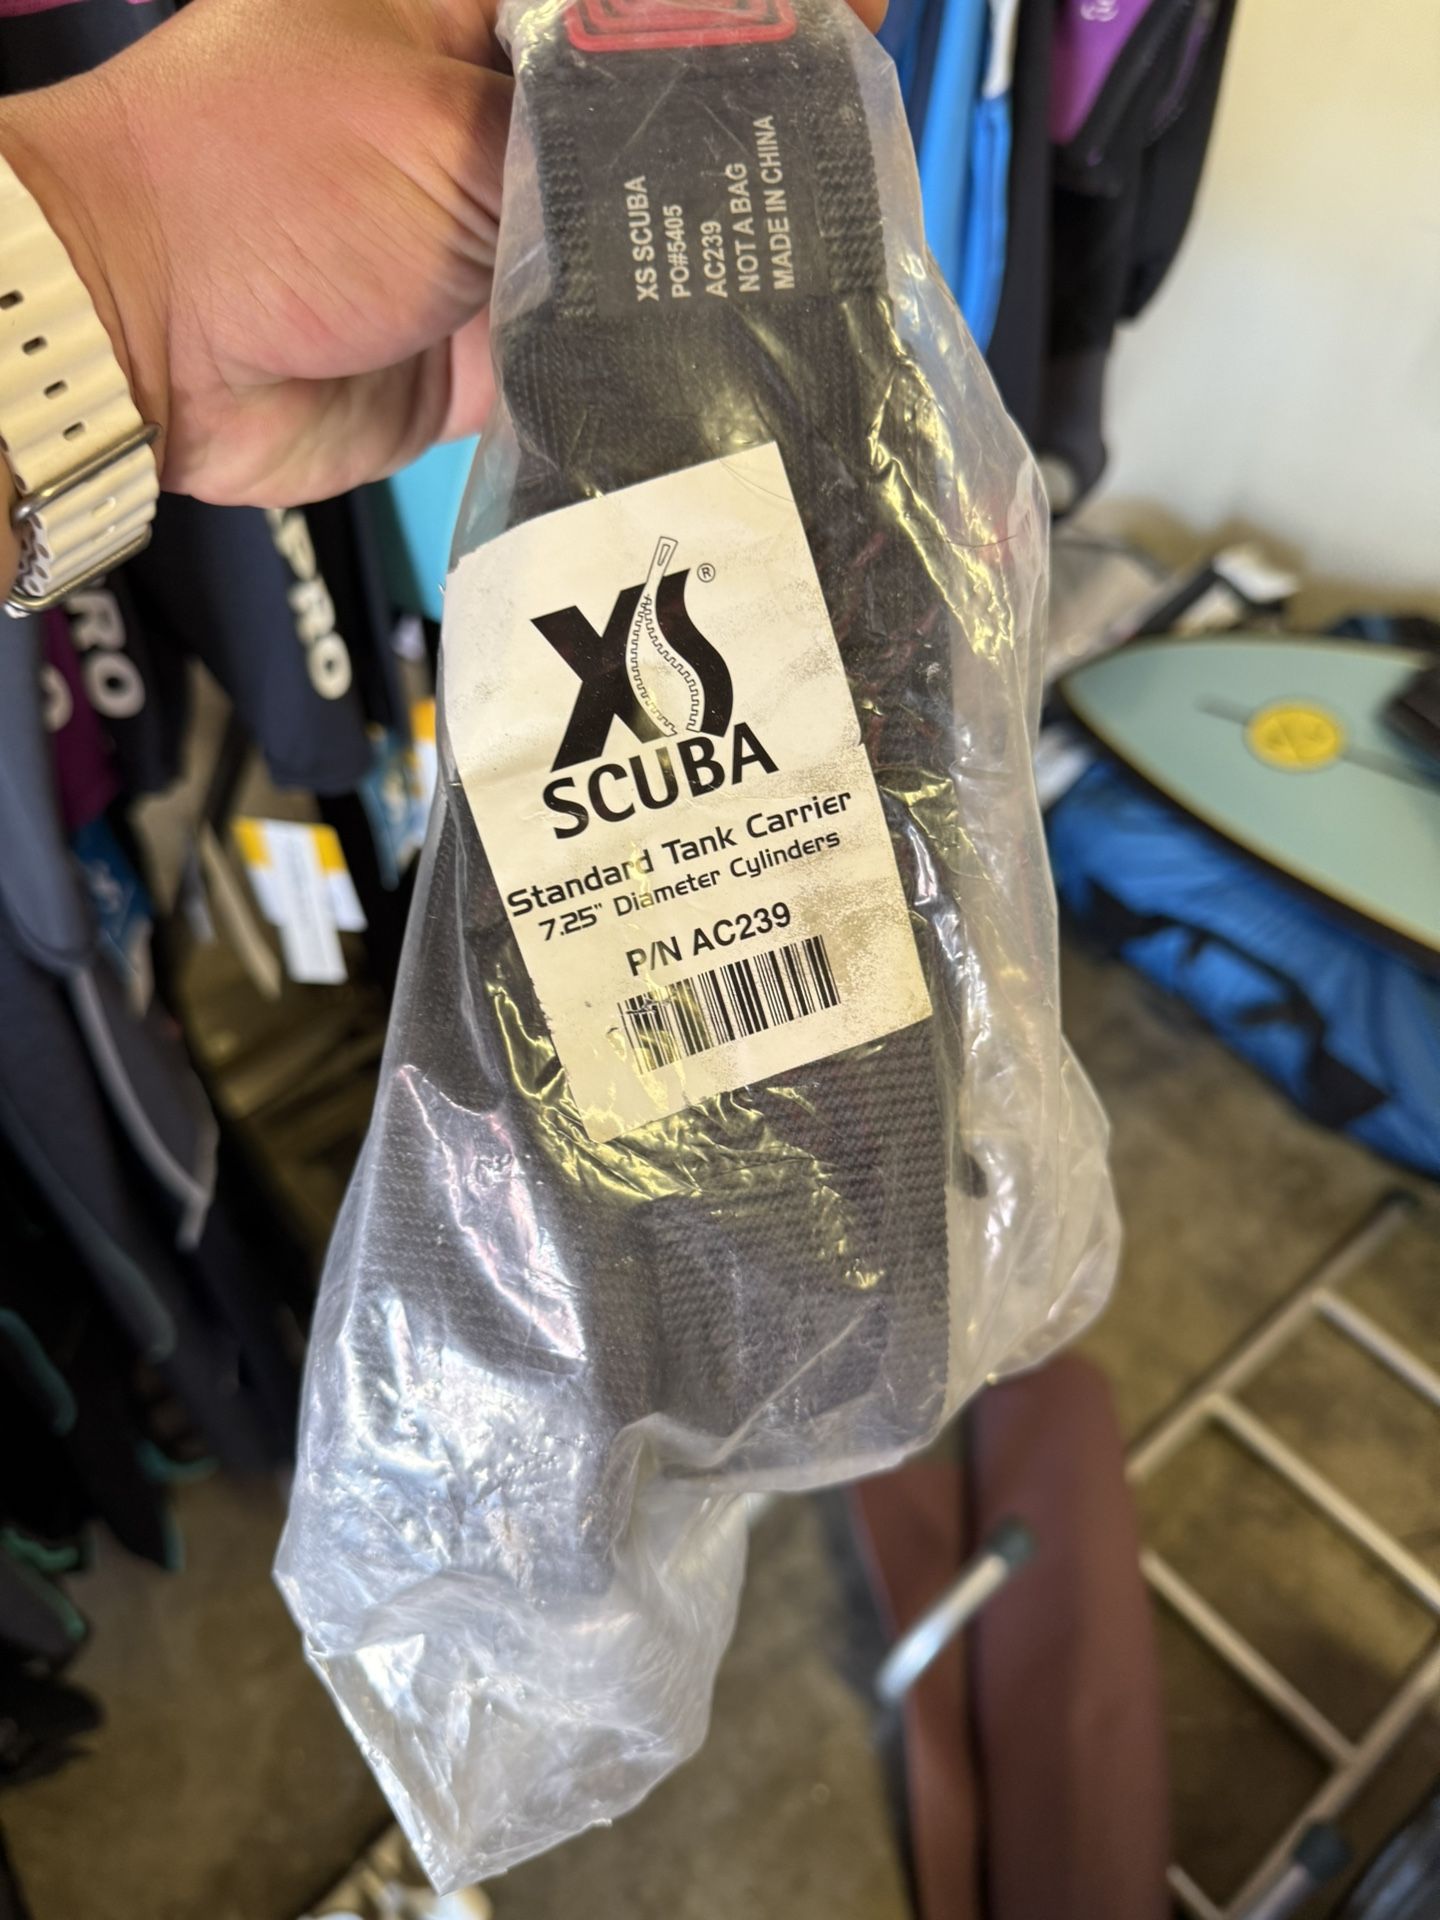 XS SCUBA
PO#5405
AC239
NOT A BAG
MADE IN CHINA
XS®
SCUBA
Standard Tank Carrier
7.25" Diameter Cylinders
P/N AC239
PRO
PRO